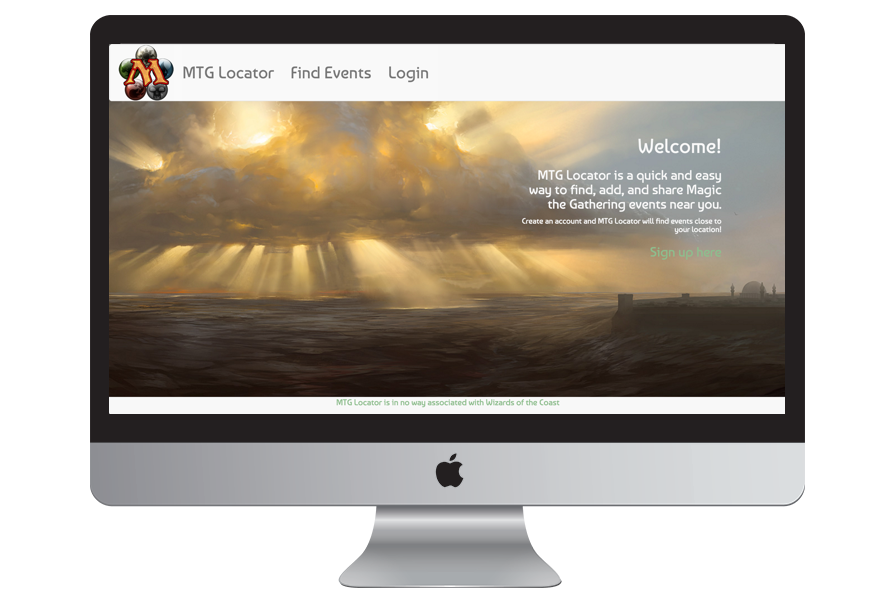 M
MTG Locator Find Events Login
Welcome!
MTG Locator is a quick and easy
way to find, add, and share Magic
the Gathering events near you.
Create an account and MTG Locator will find events close to
your location!
Sign up here
MTG Locator is in no way associated with Wizards of the Coast